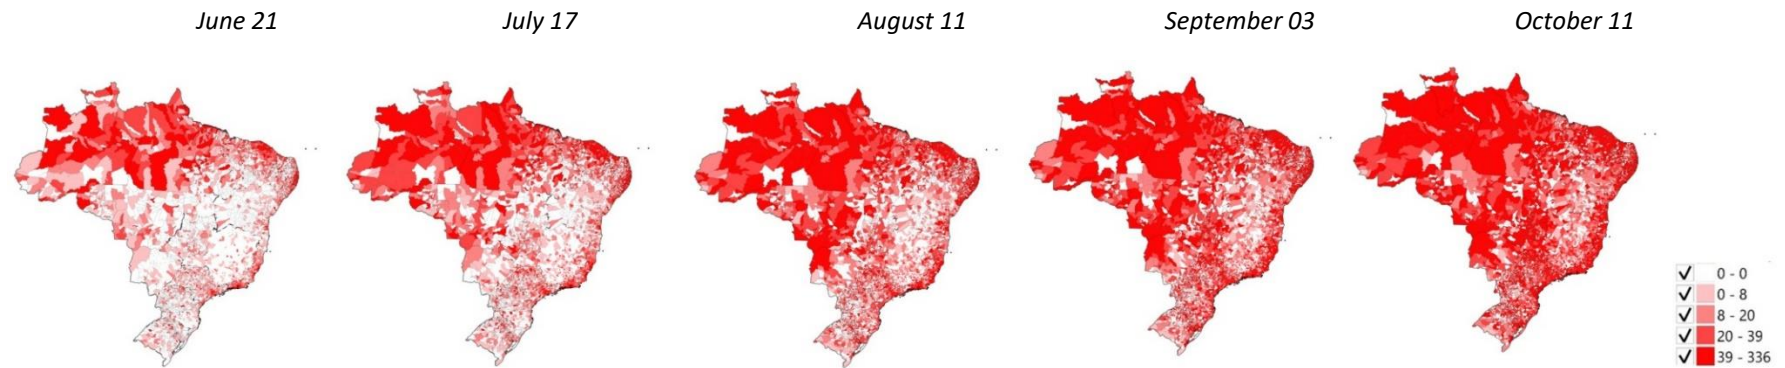 June 21
July 17
August 11
September 03
October 11
0 - 0
0 - 8
8 - 20
20 - 39
39 - 336